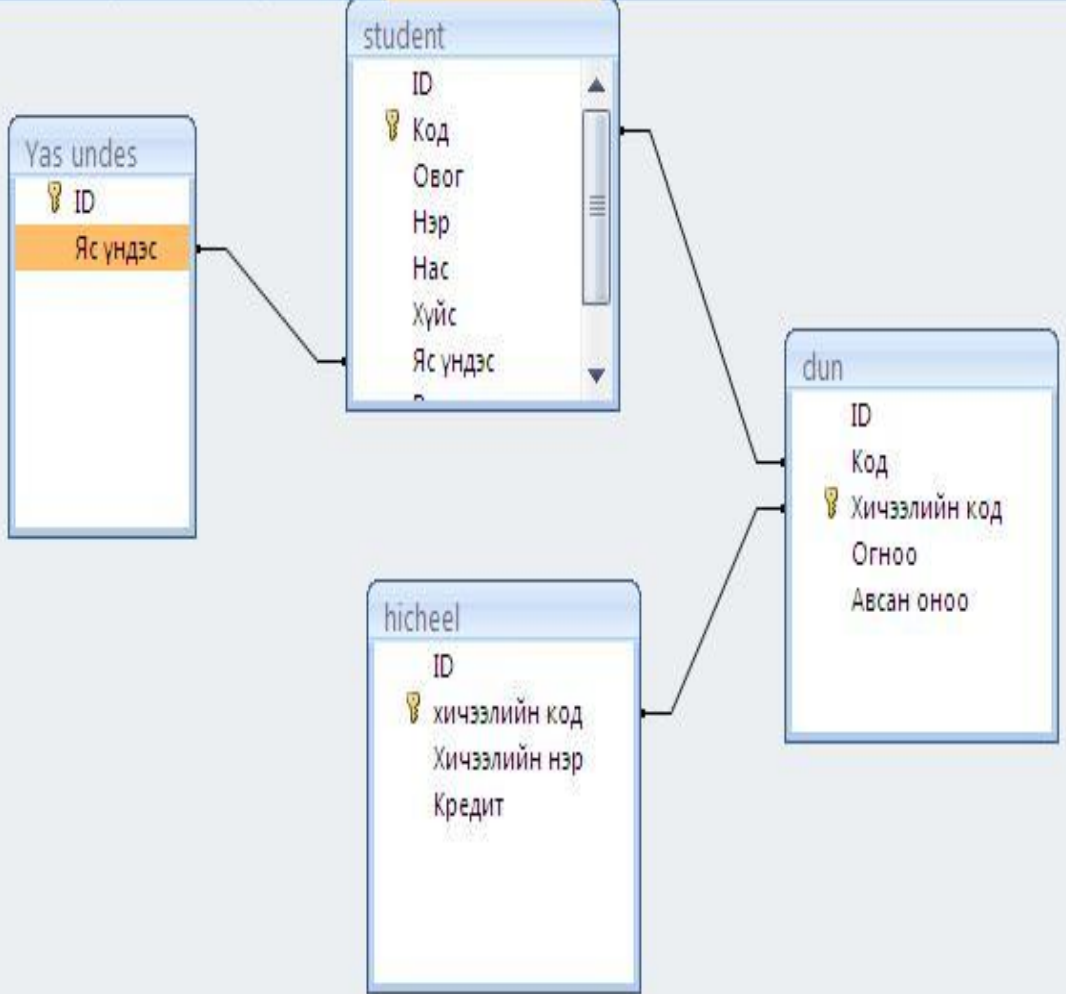 student
ID
Код
Овог
Нэр
Нас
Хүйс
Яс үндэс
Yas undes
ID
Яс үндэс
dun
ID
Код
Хичээлийн код
Огноо
Авсан оноо
hicheel
ID
хичээлийн код
Хичээлийн нэр
Кредит